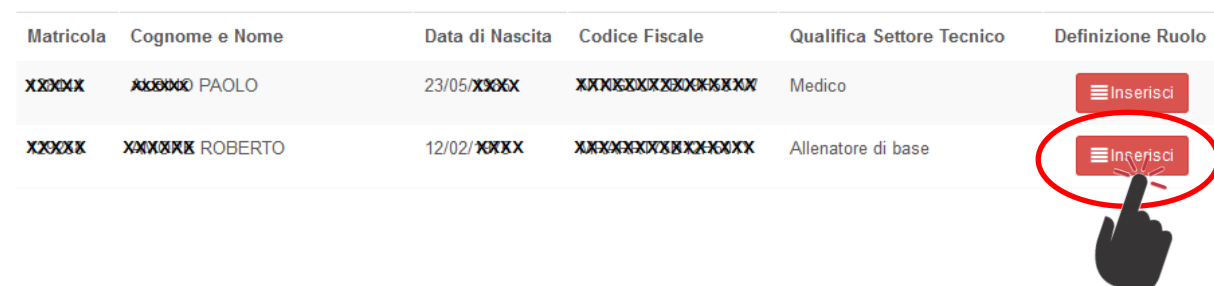 Matricola Cognome e Nome Data di Nascita Codice Fiscale Qualifica Settore Tecnico Definizione Ruolo
PAOLO 23/05/ Medico Inserisci
ROBERTO 12/02/ Allenatore di base Inserisci